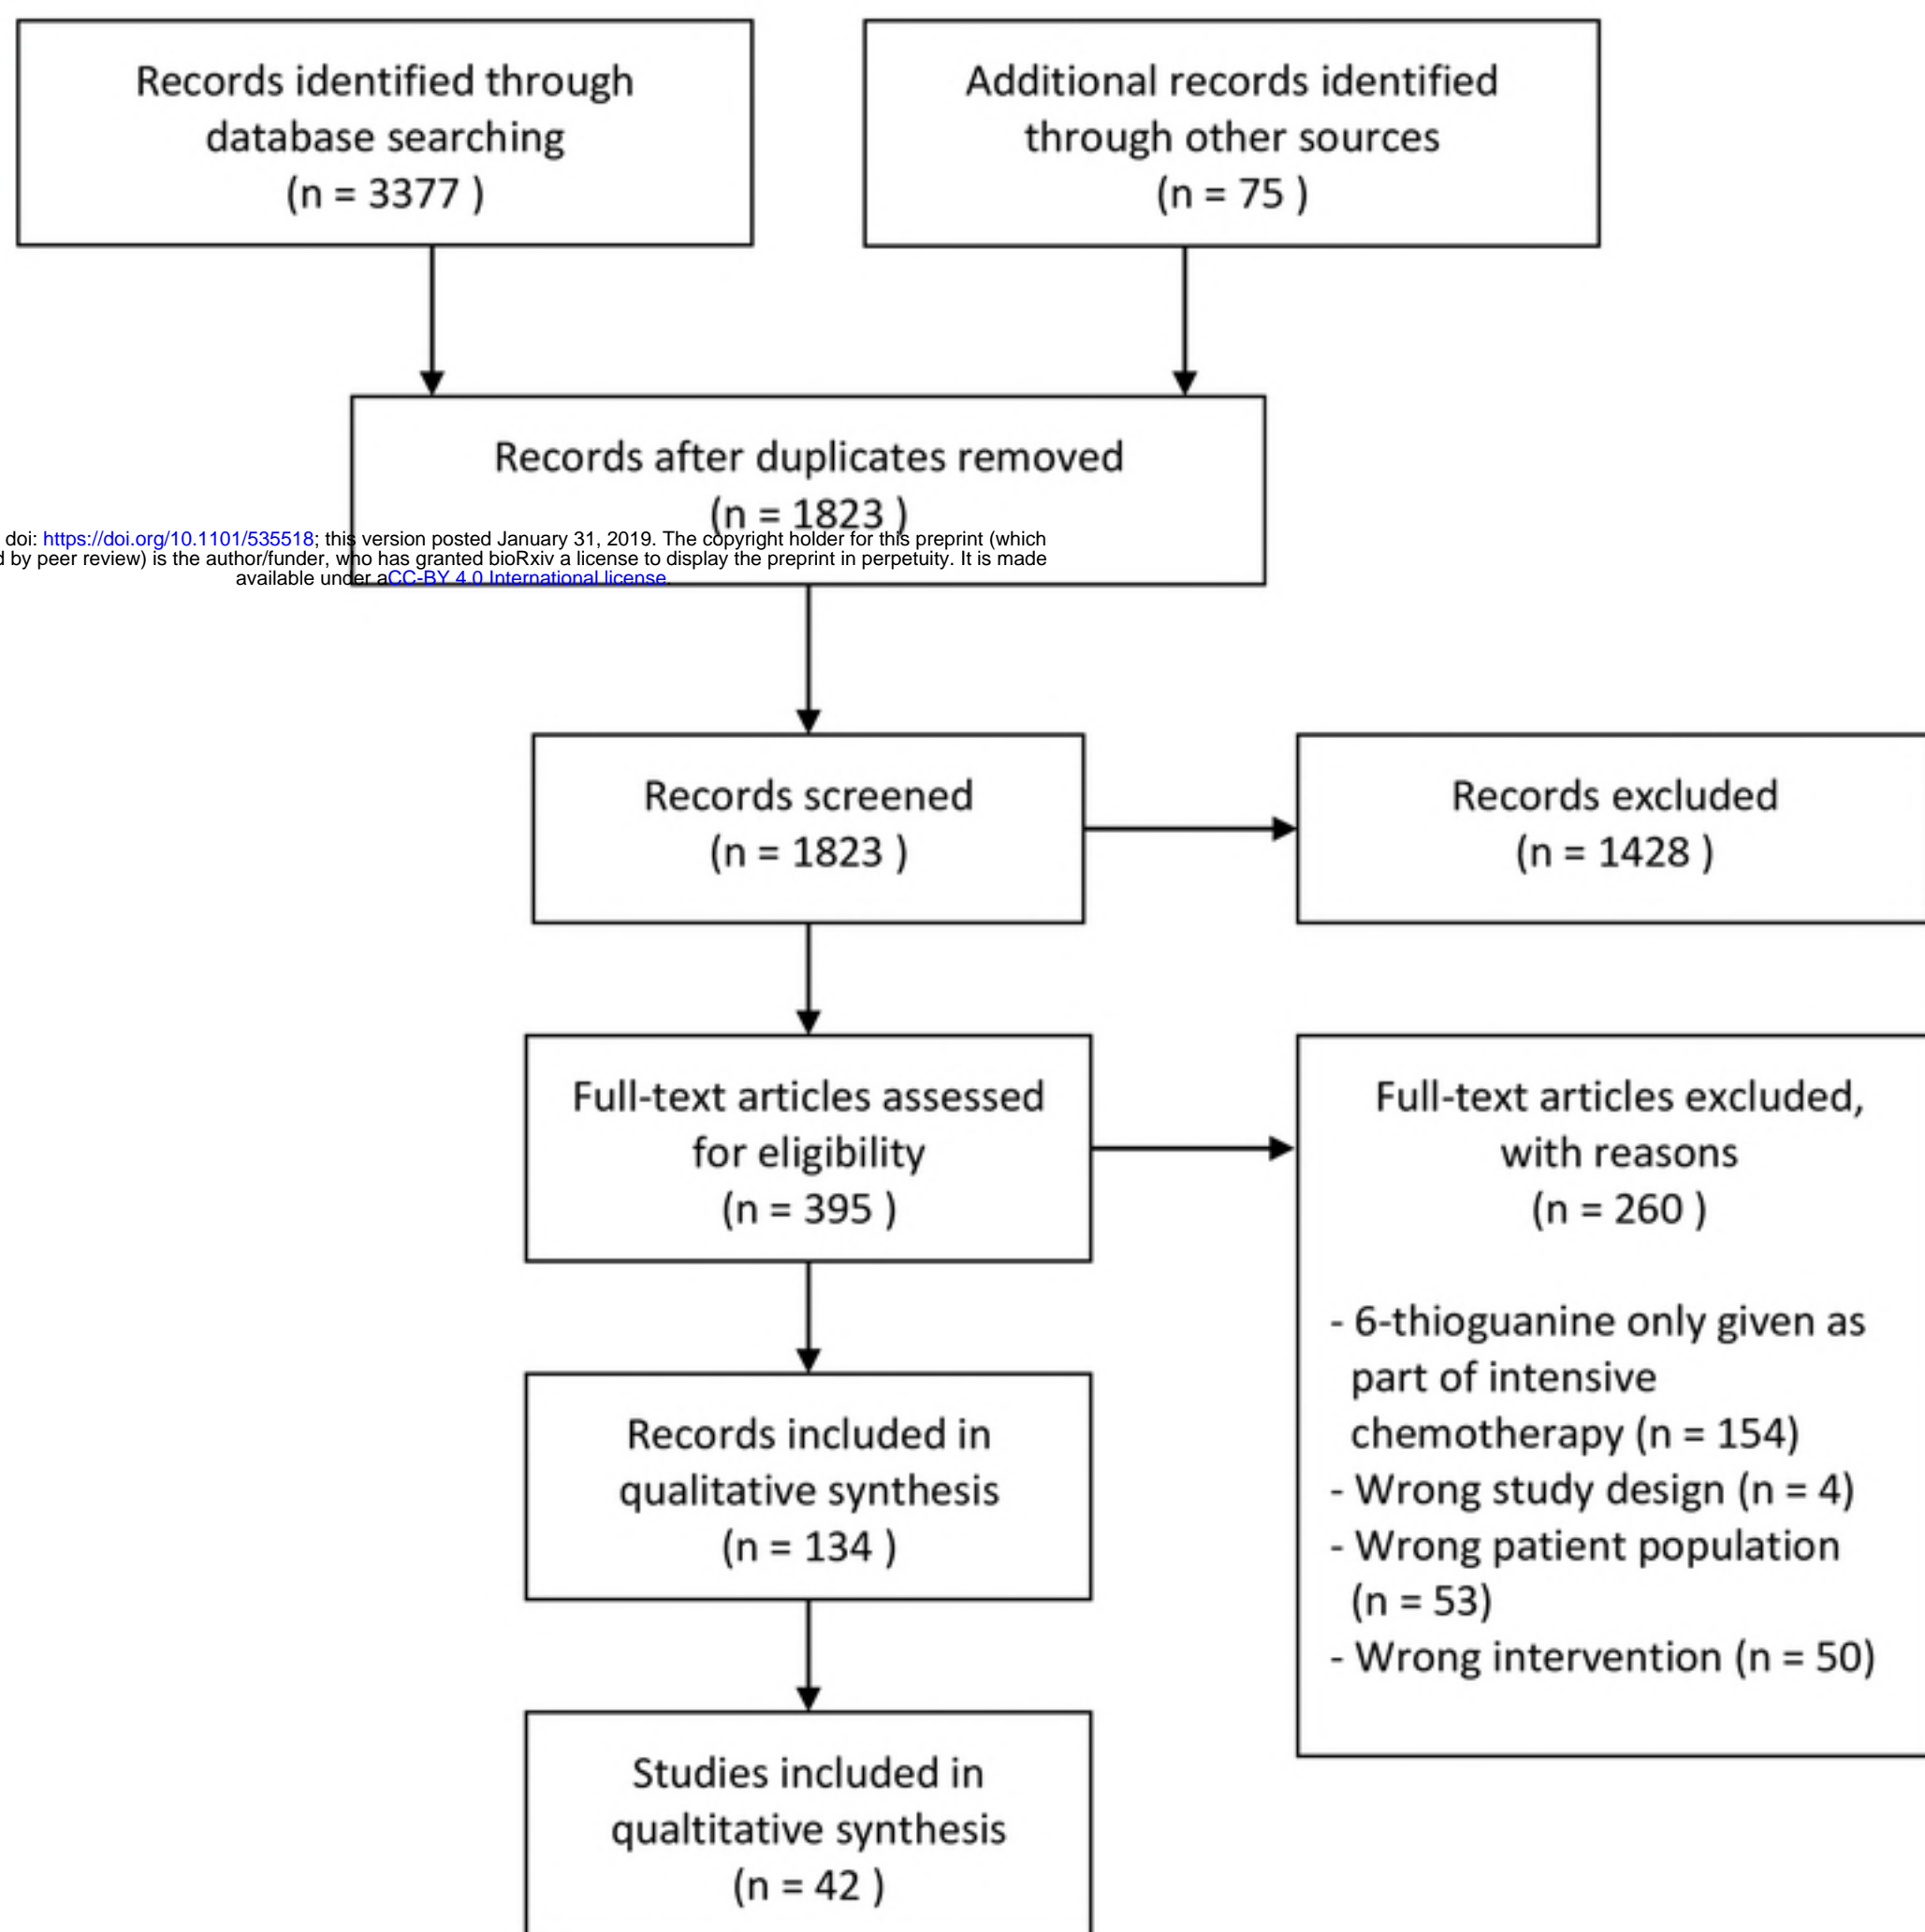 Records identified through
database searching
(n = 3377 )
Additional records identified
through other sources
(n = 75 )
Records after duplicates removed
(n = 1823 )
doi: https://doi.org/10.1101/535518; this version posted January 31, 2019. The copyright holder for this preprint (which
by peer review) is the author/funder, who has granted bioRxiv a license to display the preprint in perpetuity. It is made
available under aCC-BY 4.0 International license.
Records screened
(n = 1823 )
Records excluded
(n = 1428 )
Full-text articles assessed
for eligibility
(n = 395 )
Full-text articles excluded,
with reasons
(n = 260 )
- 6-thioguanine only given as
part of intensive
chemotherapy (n = 154)
- Wrong study design (n = 4)
- Wrong patient population
(n = 53)
- Wrong intervention (n = 50)
Records included in
qualitative synthesis
(n = 134 )
Studies included in
qualtitative synthesis
(n = 42 )